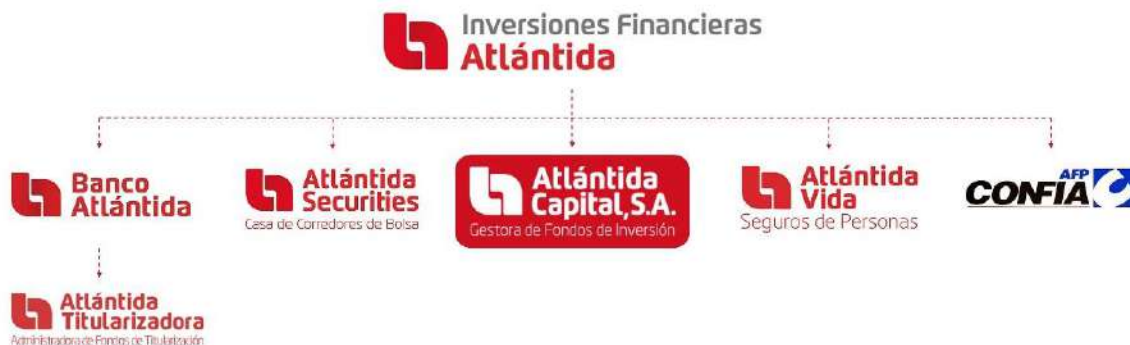 Inversiones Financieras
Atlántida
Banco
Atlántida
Atlántida
Securities
Casa de Corredores de Bolsa
Atlántida
Capital, S.A.
Gestora de Fondos de Inversión
Atlántida
Vida
Seguros de Personas
AFP
CONFIA
Atlántida
Titularizadora
Administradora de Fondos de Titularización